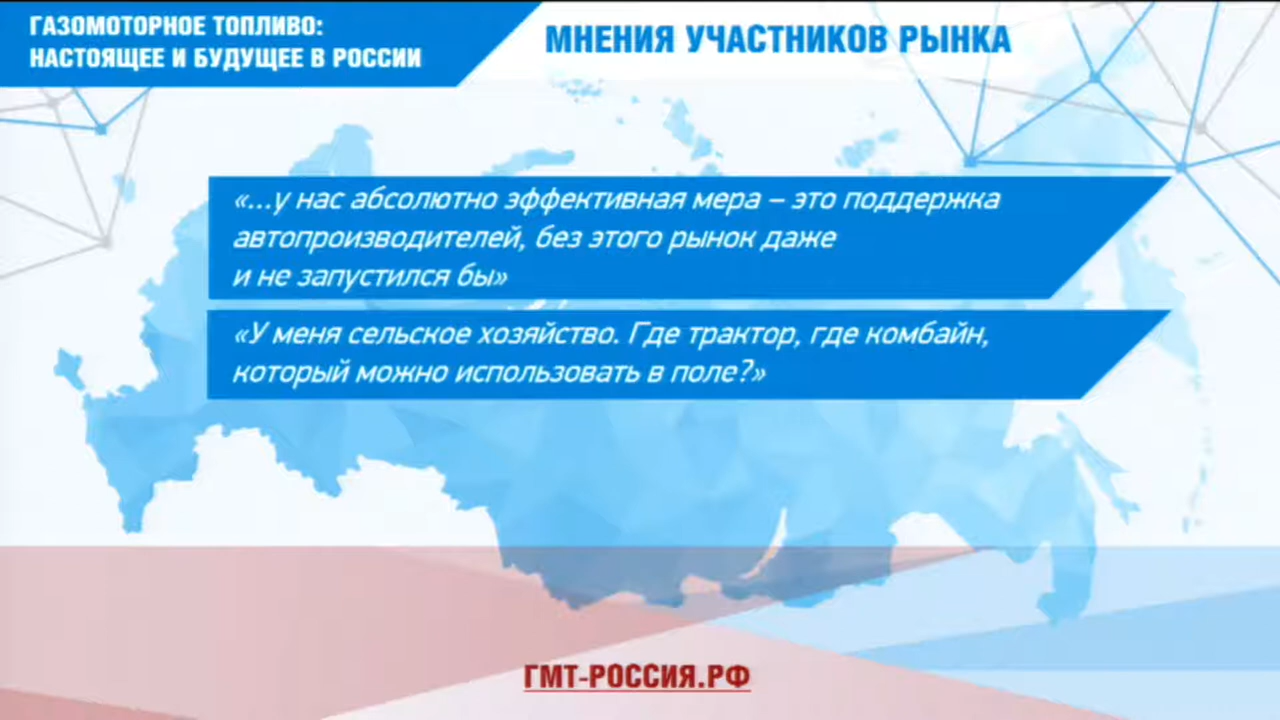 ГАЗОМОТОРНОЕ ТОПЛИВО:
НАСТОЯЩЕЕ И БУДУЩЕЕ В РОССИИ
МНЕНИЯ УЧАСТНИКОВ РЫНКА
«...у нас абсолютно эффективная мера – это поддержка
автопроизводителей, без этого рынок даже
и не запустился бы»
«У меня сельское хозяйство. Где трактор, где комбайн,
который можно использовать в поле?»
ГМТ-РОССИЯ.РФ